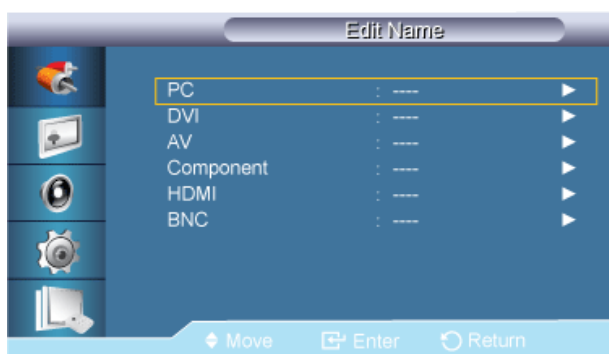 Edit Name
PC : ---- ►
DVI : ---- ►
AV : ---- ►
Component : ---- ►
HDMI : ---- ►
BNC : ---- ►
Move Enter Return